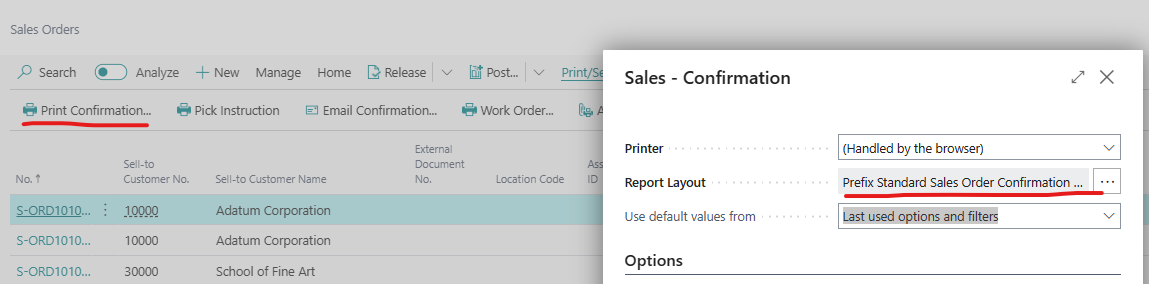 Sales Orders
Search Analyze New Manage Home Release Post... Print/Se
Print Confirmation... Pick Instruction Email Confirmation... Work Order... A
No. ↑ Sell-to Customer No. Sell-to Customer Name External Document No. Location Code Ass ID
S-ORD1010... 10000 Adatum Corporation
S-ORD1010... 10000 Adatum Corporation
S-ORD1010... 30000 School of Fine Art
Sales - Confirmation
Printer (Handled by the browser)
Report Layout Prefix Standard Sales Order Confirmation ... ...
Use default values from Last used options and filters
Options